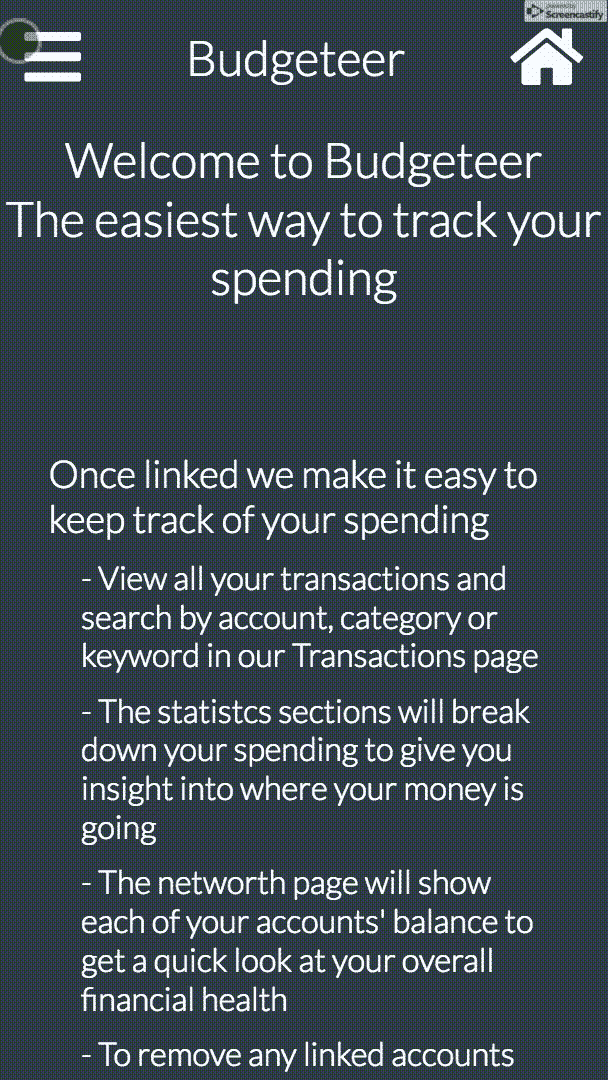 Screencastify
Budgeteer
Welcome to Budgeteer
The easiest way to track your
spending
Once linked we make it easy to
keep track of your spending
- View all your transactions and
search by account, category or
keyword in our Transactions page
- The statistcs sections will break
down your spending to give you
insight into where your money is
going
- The networth page will show
each of your accounts' balance to
get a quick look at your overall
financial health
- To remove any linked accounts